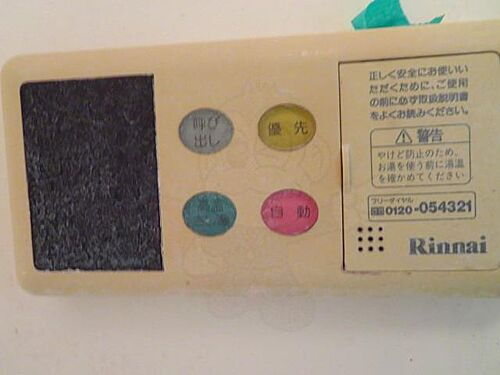 呼び
出し
優先
自動
正しく安全にお使いい
ただくために、ご使用
の前に必ず取扱説明書
をよくお読みください。
警告
やけど防止のため、
お湯を使う前に湯温
を確かめてください
フリーダイヤル
0120-054321
Rinnai